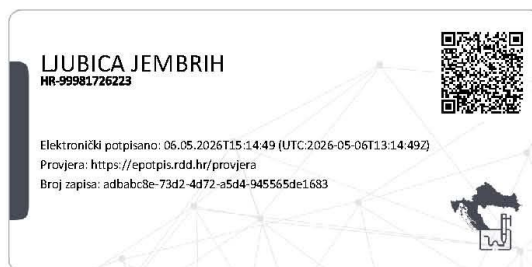 LJUBICA JEMBRIH
HR-99981726223
Elektronički potpisano: 06.05.2026T15:14:49 (UTC:2026-05-06T13:14:49Z)
Provjera: https://epotpis.rdd.hr/provjera
Broj zapisa: adbabc8e-73d2-4d72-a5d4-945565de1683